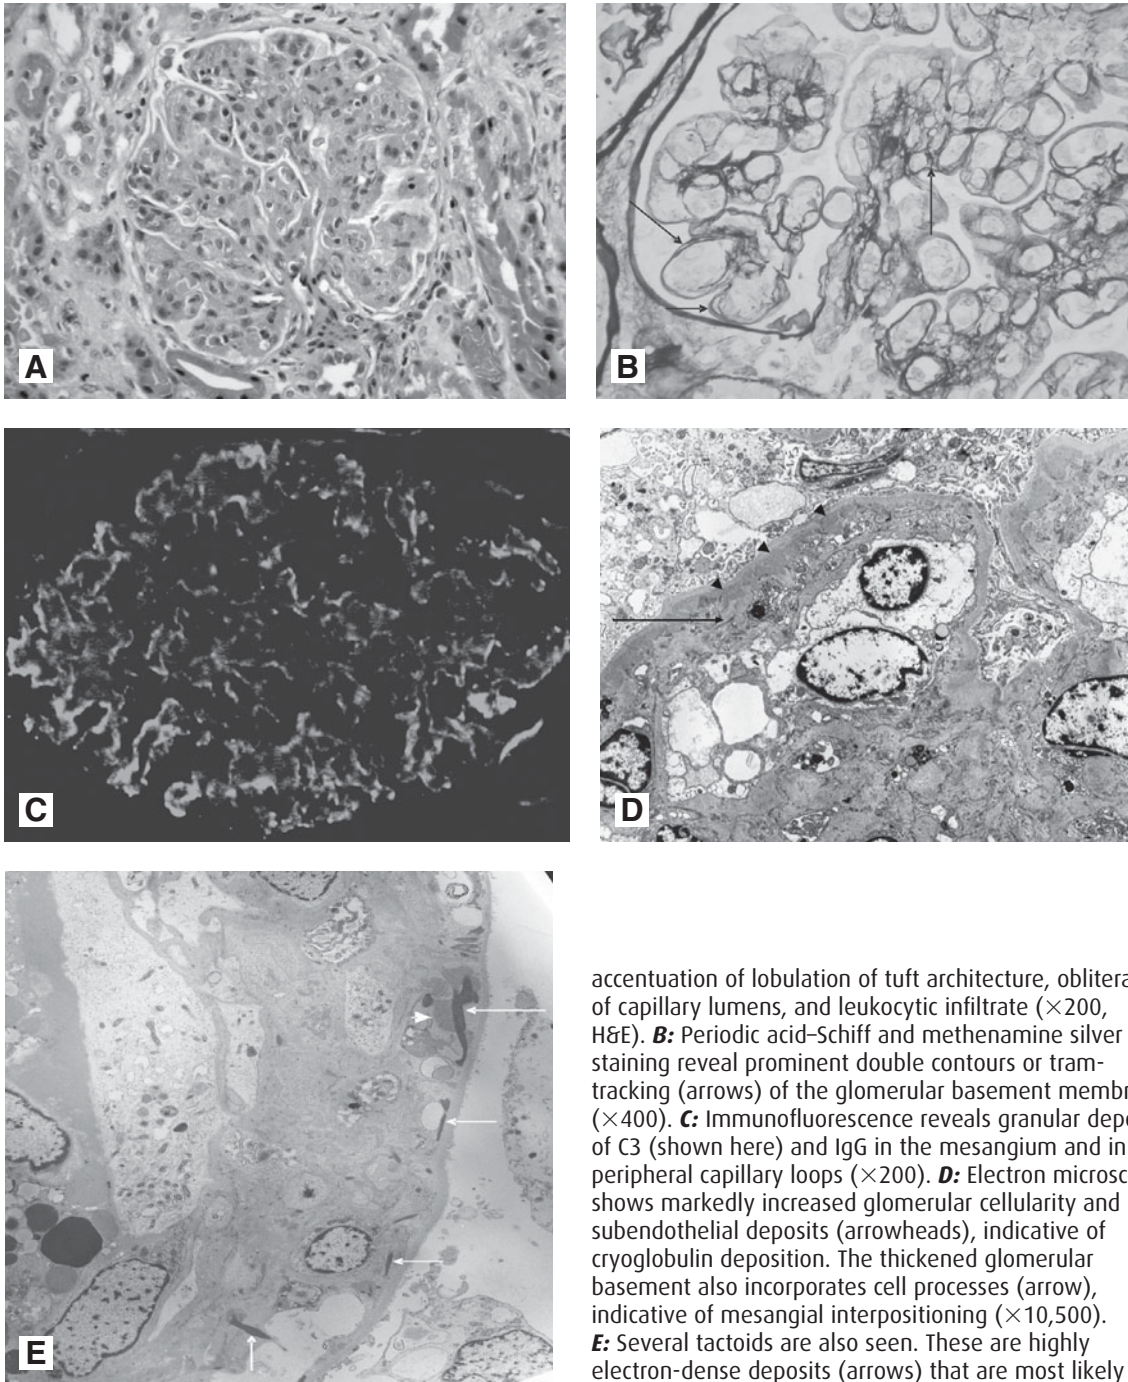 A
B
C
D
E
accentuation of lobulation of tuft architecture, oblitera
of capillary lumens, and leukocytic infiltrate (×200,
H&E). B: Periodic acid–Schiff and methenamine silver
staining reveal prominent double contours or tram-
tracking (arrows) of the glomerular basement membr
(×400). C: Immunofluorescence reveals granular depo
of C3 (shown here) and IgG in the mesangium and in
peripheral capillary loops (×200). D: Electron microsc
shows markedly increased glomerular cellularity and
subendothelial deposits (arrowheads), indicative of
cryoglobulin deposition. The thickened glomerular
basement also incorporates cell processes (arrow),
indicative of mesangial interpositioning (×10,500).
E: Several tactoids are also seen. These are highly
electron-dense deposits (arrows) that are most likely